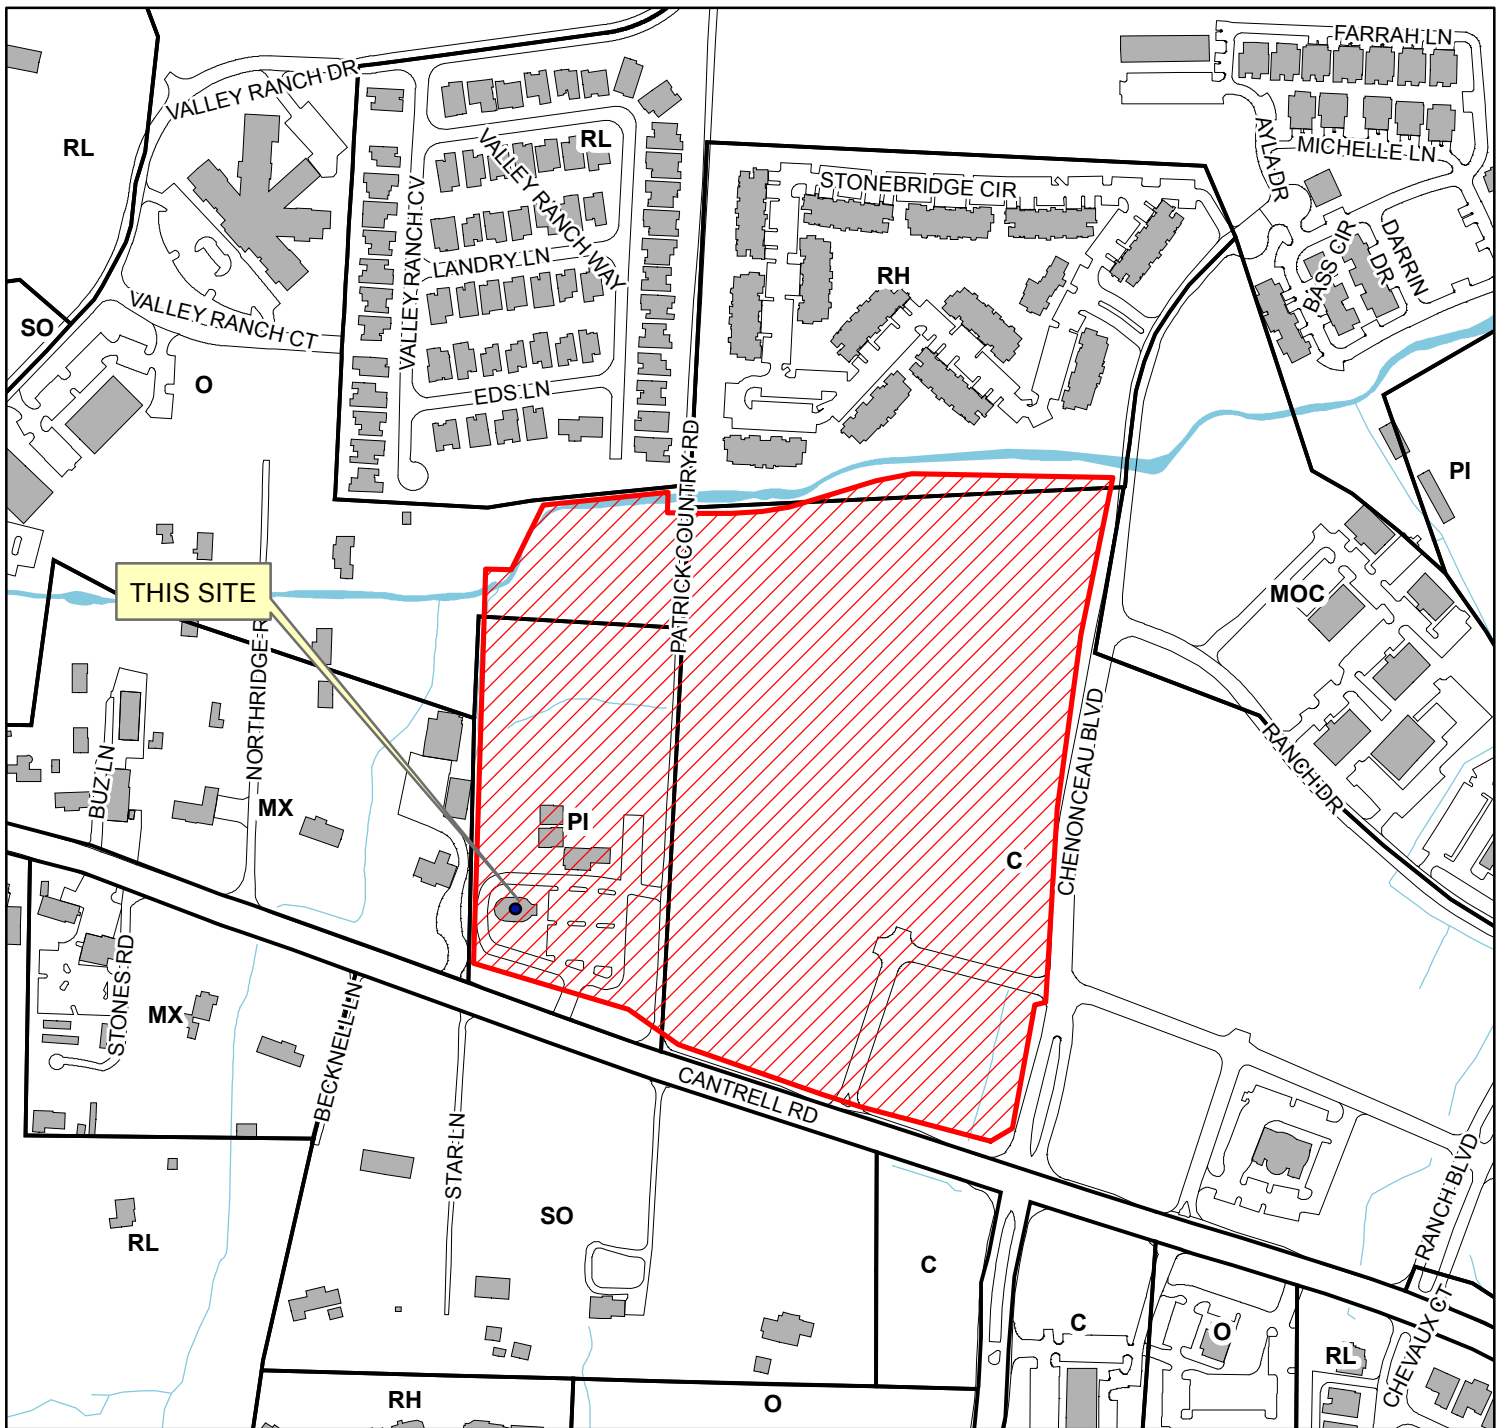 FARRAH LN
VALLEY RANCH DR
RL
RL
VALLEY RANCH WAY
AYLA DR
MICHELLE LN
STONEBRIDGE CIR
VALLEY RANCH CV
LANDRY LN
RH
BASS CIR
DARRIN DR
VALLEY RANCH CT
SO
O
EDS LN
PI
PATRICK COUNTRY RD
THIS SITE
MOC
NORTHRIDGE R
BUZ LN
MX
PI
C
CHENONCEAU BLVD
RANCH DR
STONES RD
MX
BECKNELL LN
STAR LN
CANTRELL RD
RL
SO
C
RANCH BLVD
C
O
RL
CHEVAUX CT
RH
O